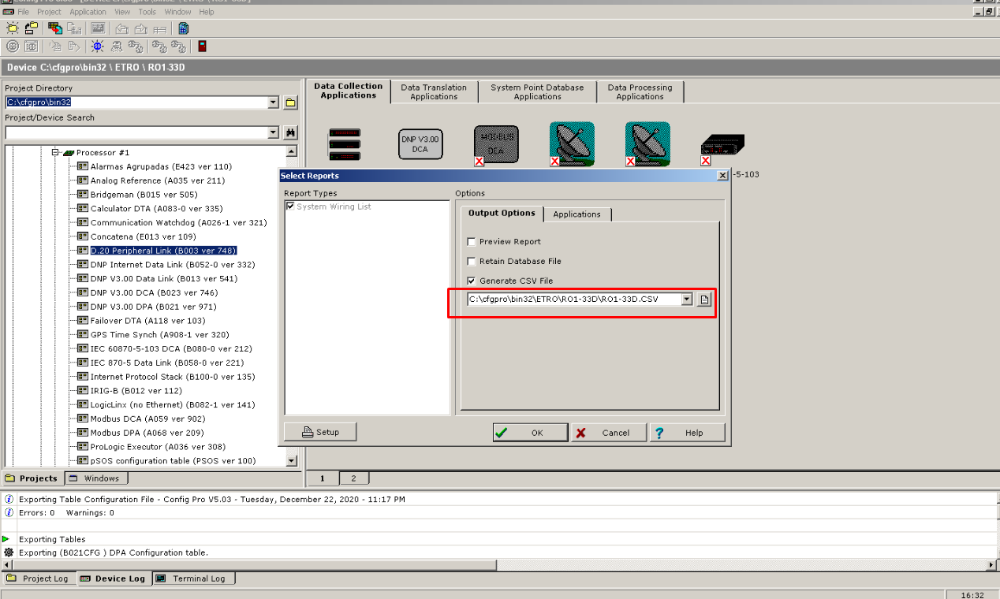 File Project Application View Tools Window Help
Device C:\cfgpro\bin32 \ ETRO \ RO1-33D
Project Directory
C:\cfgpro\bin32
Project/Device Search
Processor #1
Alarmas Agrupadas (E423 ver 110)
Analog Reference (A035 ver 211)
Bridgeman (B015 ver 505)
Calculator DTA (A083-0 ver 335)
Communication Watchdog (A026-1 ver 321)
Concatena (E013 ver 109)
D.20 Peripheral Link (B003 ver 748)
DNP Internet Data Link (B052-0 ver 332)
DNP V3.00 Data Link (B013 ver 541)
DNP V3.00 DCA (B023 ver 746)
DNP V3.00 DPA (B021 ver 971)
Failover DTA (A118 ver 103)
GPS Time Synch (A908-1 ver 320)
IEC 60870-5-103 DCA (B080-0 ver 212)
IEC 870-5 Data Link (B058-0 ver 221)
Internet Protocol Stack (B100-0 ver 135)
IRIG-B (B012 ver 112)
LogicLinx (no Ethernet) (B082-1 ver 141)
Modbus DCA (A059 ver 902)
Modbus DPA (A068 ver 209)
ProLogic Executor (A036 ver 308)
pSOS configuration table (PSOS ver 100)
Projects Windows
Data Collection
Applications
Data Translation
Applications
System Point Database
Applications
Data Processing
Applications
DNP V3.00
DCA
MODBUS
DCA
-5-103
Select Reports
Report Types
System Wiring List
Options
Output Options Applications
Preview Report
Retain Database File
Generate CSV File
C:\cfgpro\bin32\ETRO\RO1-33D\RO1-33D.CSV
Setup OK Cancel Help
1 2
Exporting Table Configuration File - Config Pro V5.03 - Tuesday, December 22, 2020 - 11:17 PM
Errors: 0 Warnings: 0
Exporting Tables
Exporting (B021CFG ) DPA Configuration table.
Project Log Device Log Terminal Log
16:32